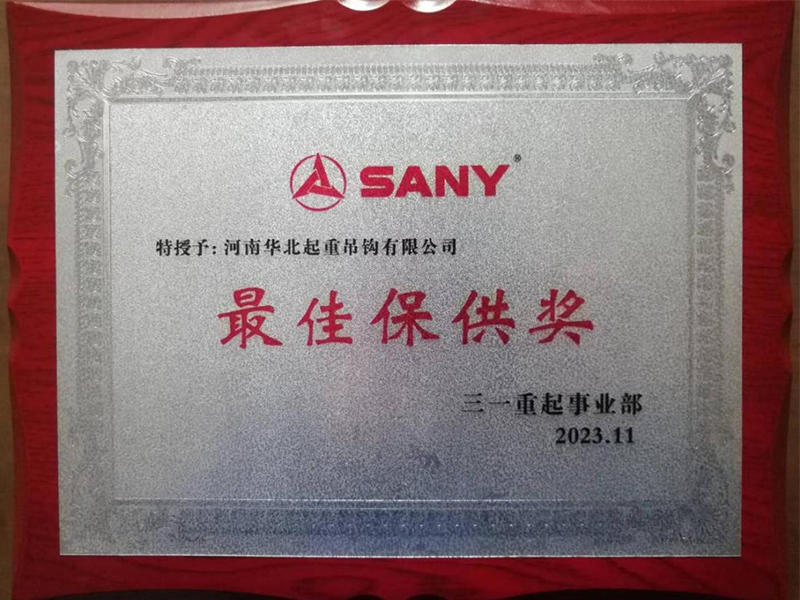 SANY®
特授予:河南华北起重吊钩有限公司
最佳保供奖
三一重起事业部
2023.11